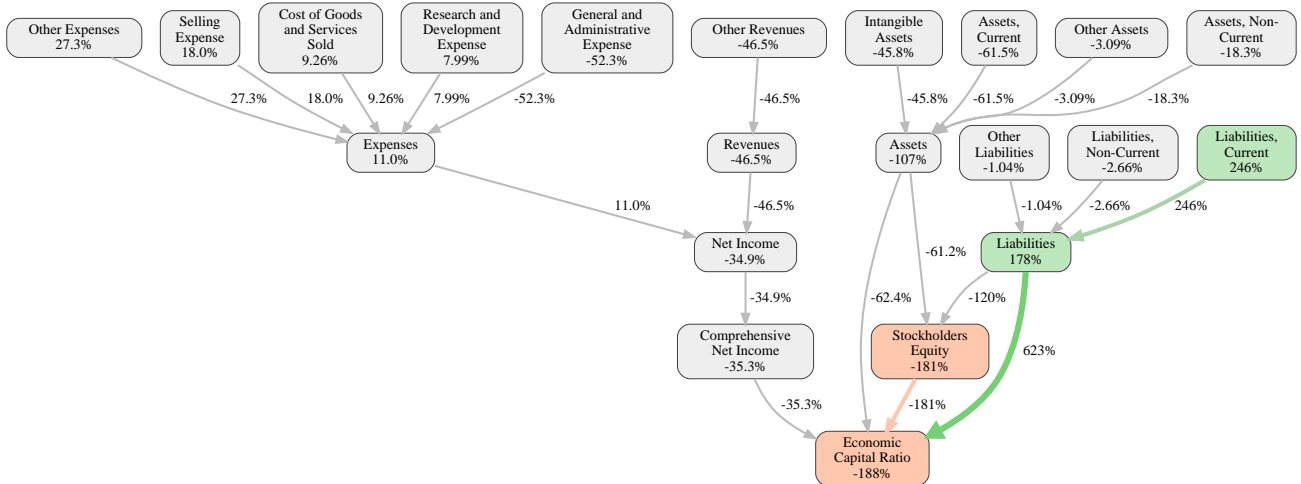 Other Expenses
27.3%
Selling
Expense
18.0%
Cost of Goods
and Services
Sold
9.26%
Research and
Development
Expense
7.99%
General and
Administrative
Expense
-52.3%
Other Revenues
-46.5%
Intangible
Assets
-45.8%
Assets,
Current
-61.5%
Other Assets
-3.09%
Assets, Non-
Current
-18.3%
27.3%
18.0%
9.26%
7.99%
-52.3%
-46.5%
-45.8%
-61.5%
-3.09%
-18.3%
Expenses
11.0%
Revenues
-46.5%
Assets
-107%
Other
Liabilities
-1.04%
Liabilities,
Non-Current
-2.66%
Liabilities,
Current
246%
11.0%
-46.5%
-1.04%
-2.66%
246%
Net Income
-34.9%
-61.2%
Liabilities
178%
-34.9%
-62.4%
-120%
Comprehensive
Net Income
-35.3%
Stockholders
Equity
-181%
623%
-35.3%
-181%
Economic
Capital Ratio
-188%